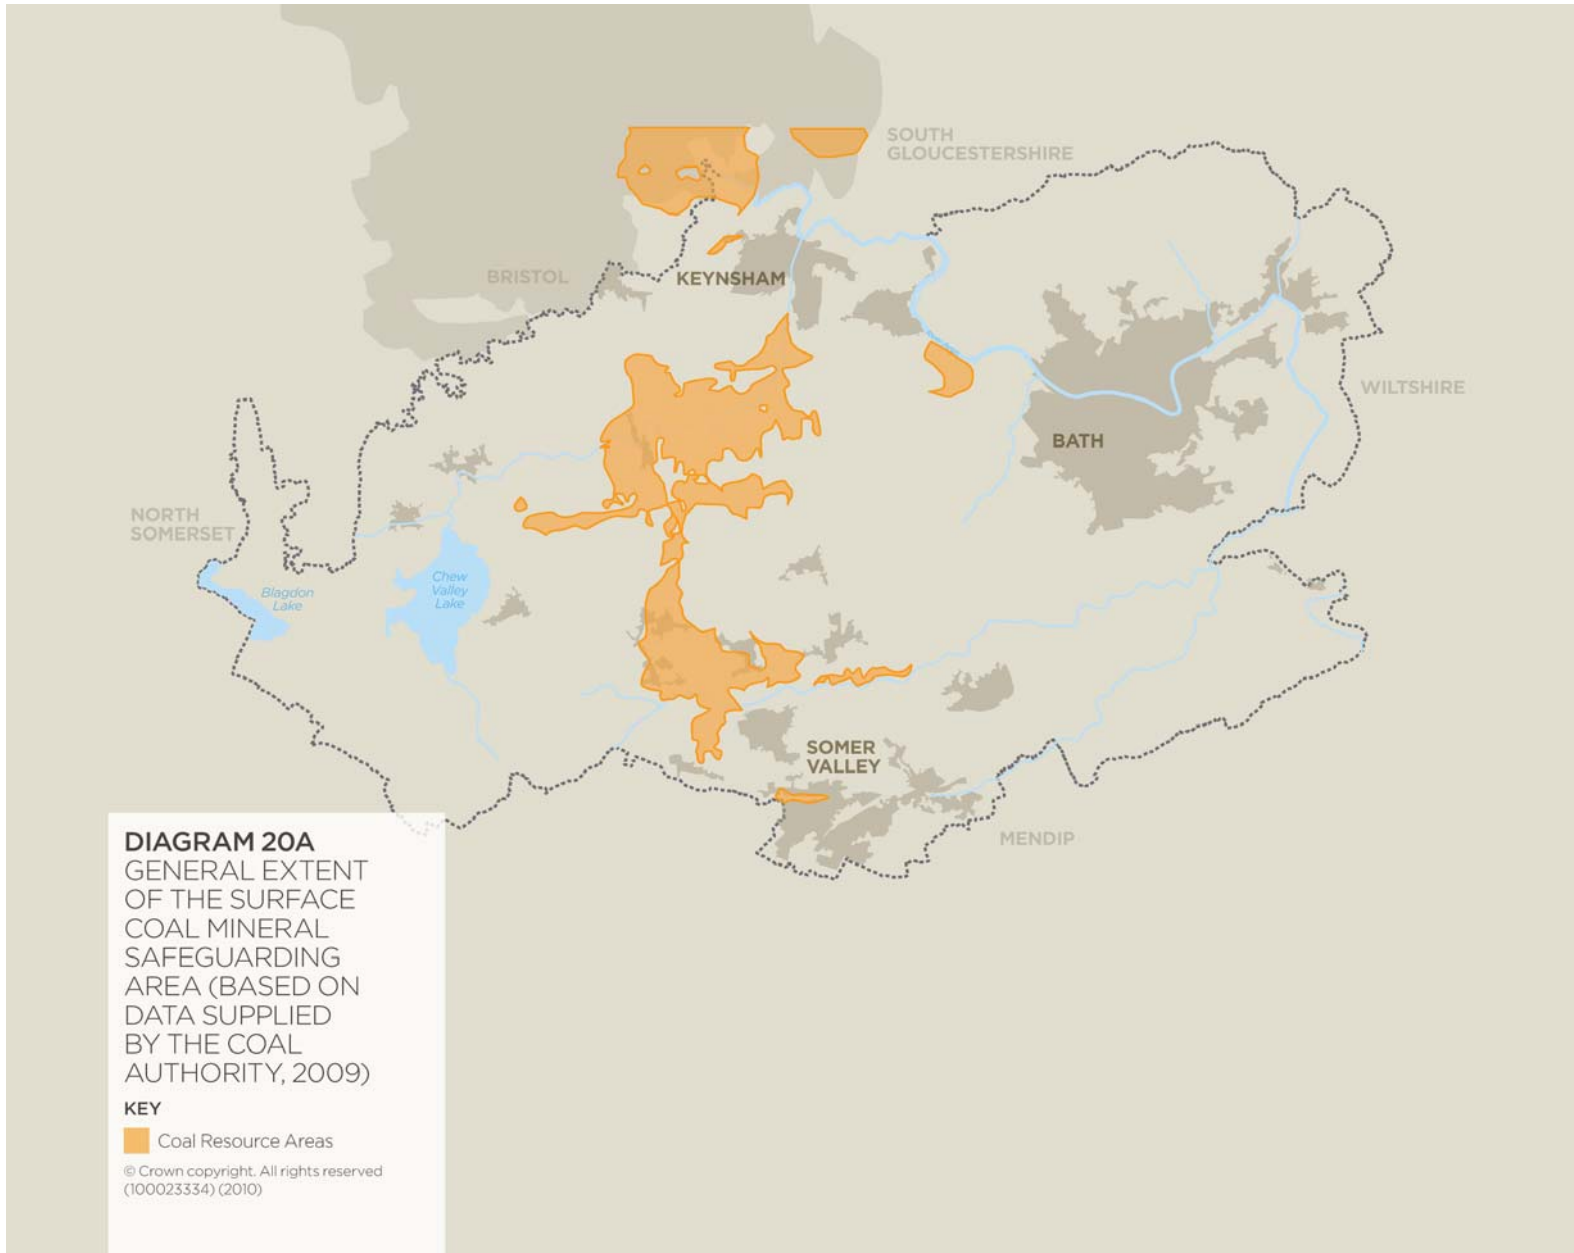 SOUTH
GLOUCESTERSHIRE
BRISTOL
KEYNSHAM
WILTSHIRE
BATH
NORTH
SOMERSET
Blagdon
Lake
Chew
Valley
Lake
SOMER
VALLEY
MENDIP
DIAGRAM 20A
GENERAL EXTENT
OF THE SURFACE
COAL MINERAL
SAFEGUARDING
AREA (BASED ON
DATA SUPPLIED
BY THE COAL
AUTHORITY, 2009)
KEY
Coal Resource Areas
© Crown copyright. All rights reserved
(100023334) (2010)